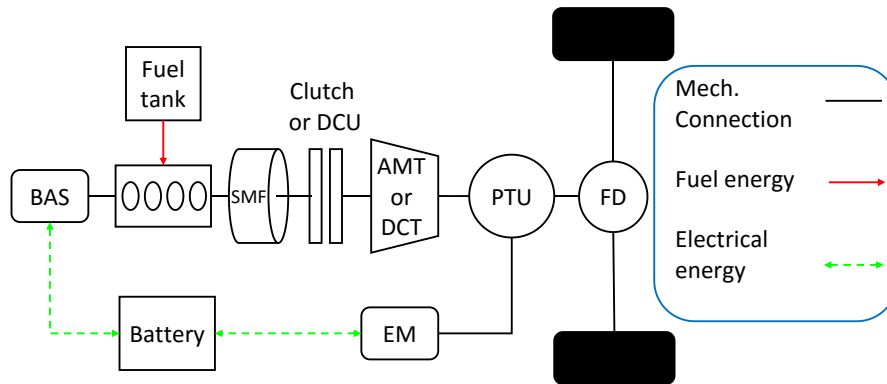 Fuel
tank
Clutch
or DCU
BAS
SMF
AMT
or
DCT
PTU
FD
Battery
EM
Mech.
Connection
Fuel energy
Electrical
energy